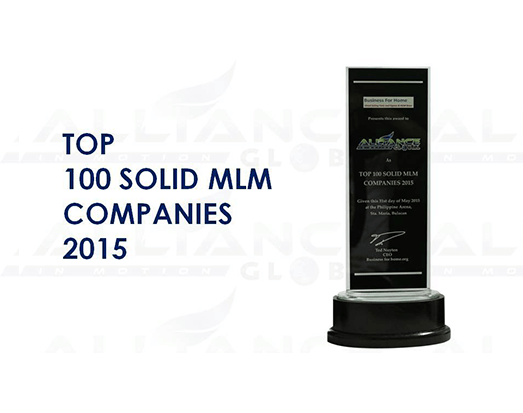 TOP
100 SOLID MLM
COMPANIES
2015
Business For Home
Presents this award to
ALLIANCE
As
TOP 100 SOLID MLM
COMPANIES 2015
Given this 31st day of May 2015
at the Philippine Arena,
Sta. Maria, Bulacan
Ted Nuyten
CEO
Business for home.org